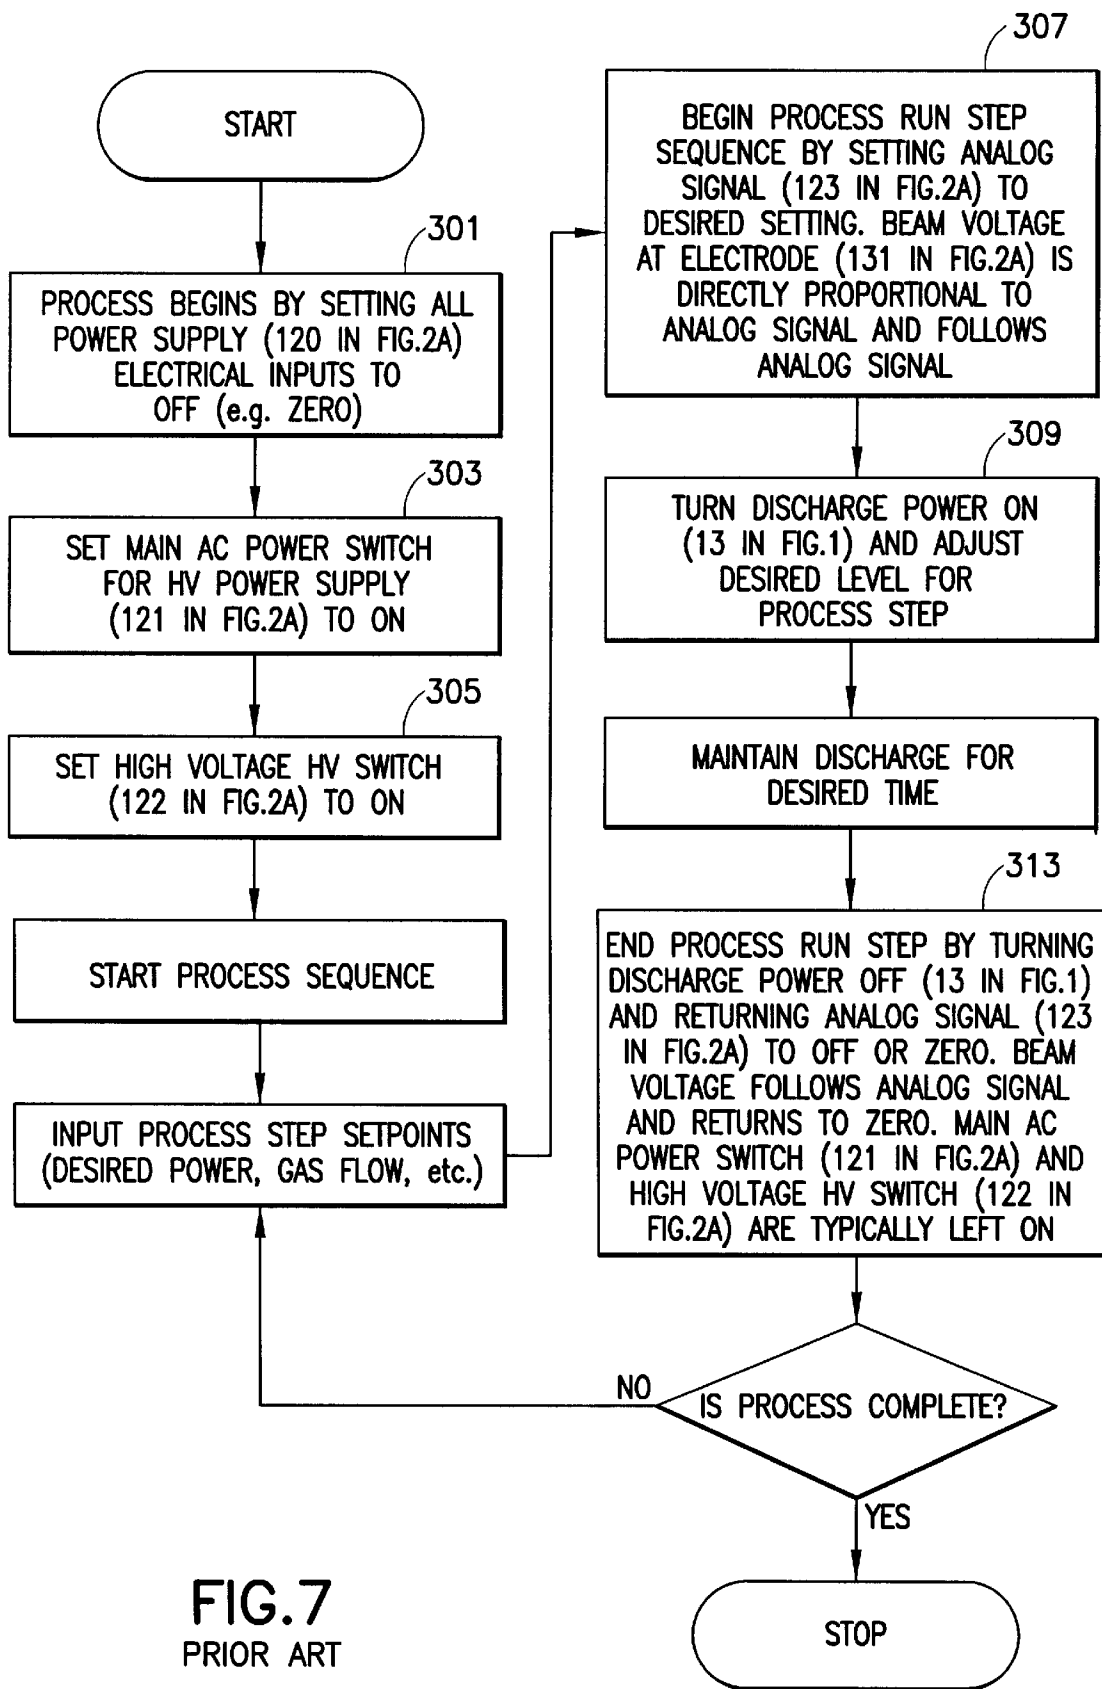 START
301
PROCESS BEGINS BY SETTING ALL
POWER SUPPLY (120 IN FIG.2A)
ELECTRICAL INPUTS TO
OFF (e.g. ZERO)
303
SET MAIN AC POWER SWITCH
FOR HV POWER SUPPLY
(121 IN FIG.2A) TO ON
305
SET HIGH VOLTAGE HV SWITCH
(122 IN FIG.2A) TO ON
START PROCESS SEQUENCE
INPUT PROCESS STEP SETPOINTS
(DESIRED POWER, GAS FLOW, etc.)
307
BEGIN PROCESS RUN STEP
SEQUENCE BY SETTING ANALOG
SIGNAL (123 IN FIG.2A) TO
DESIRED SETTING. BEAM VOLTAGE
AT ELECTRODE (131 IN FIG.2A) IS
DIRECTLY PROPORTIONAL TO
ANALOG SIGNAL AND FOLLOWS
ANALOG SIGNAL
309
TURN DISCHARGE POWER ON
(13 IN FIG.1) AND ADJUST
DESIRED LEVEL FOR
PROCESS STEP
MAINTAIN DISCHARGE FOR
DESIRED TIME
313
END PROCESS RUN STEP BY TURNING
DISCHARGE POWER OFF (13 IN FIG.1)
AND RETURNING ANALOG SIGNAL (123
IN FIG.2A) TO OFF OR ZERO. BEAM
VOLTAGE FOLLOWS ANALOG SIGNAL
AND RETURNS TO ZERO. MAIN AC
POWER SWITCH (121 IN FIG.2A) AND
HIGH VOLTAGE HV SWITCH (122 IN
FIG.2A) ARE TYPICALLY LEFT ON
NO
IS PROCESS COMPLETE?
YES
STOP
FIG.7
PRIOR ART